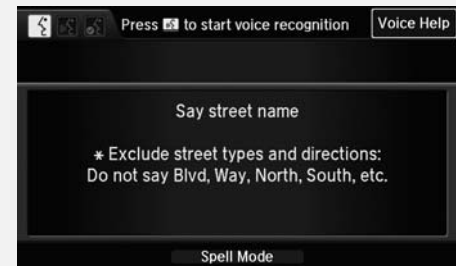 Press to start voice recognition
Voice Help
Say street name
* Exclude street types and directions:
Do not say Blvd, Way, North, South, etc.
Spell Mode